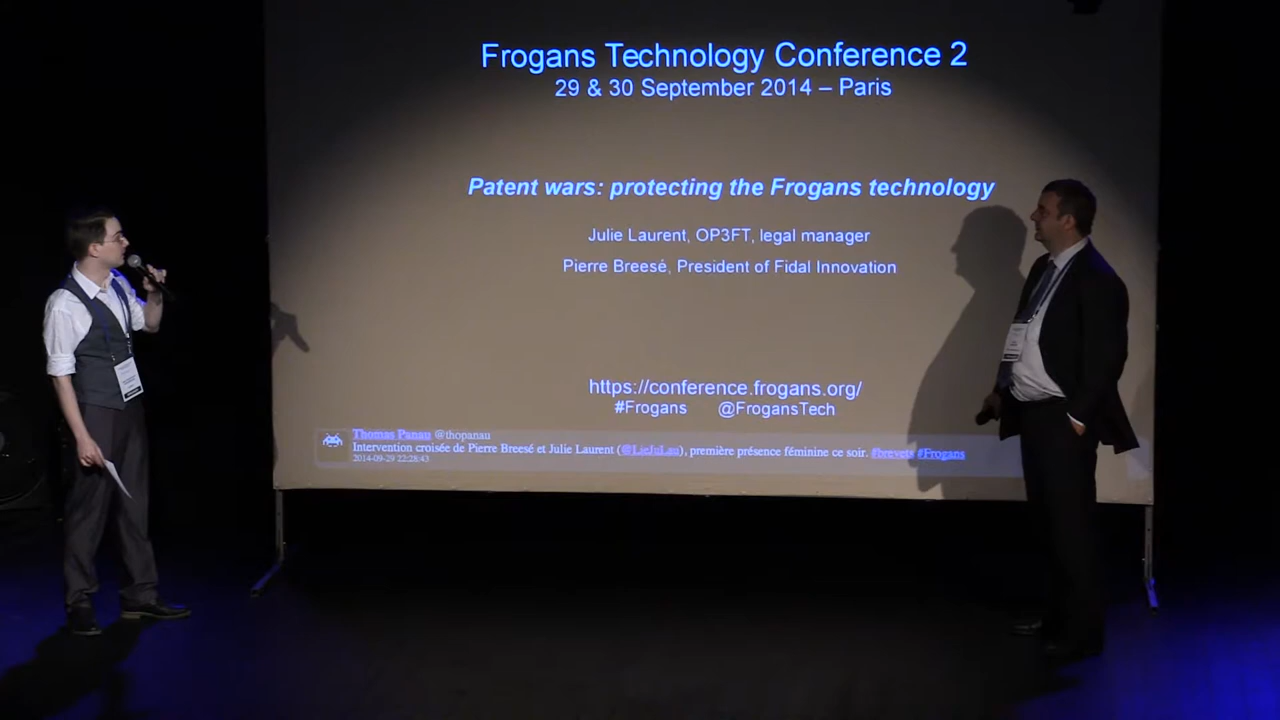 Frogans Technology Conference 2
29 & 30 September 2014 – Paris
Patent wars: protecting the Frogans technology
Julie Laurent, OP3FT, legal manager
Pierre Breesé, President of Fidal Innovation
https://conference.frogans.org/
#Frogans @FrogansTech
Thomas Panau @thopanau
Intervention croisée de Pierre Breesé et Julie Laurent (@LieJuLau), première présence féminine ce soir. #brevets #Frogans
2014-09-29 22:28:43